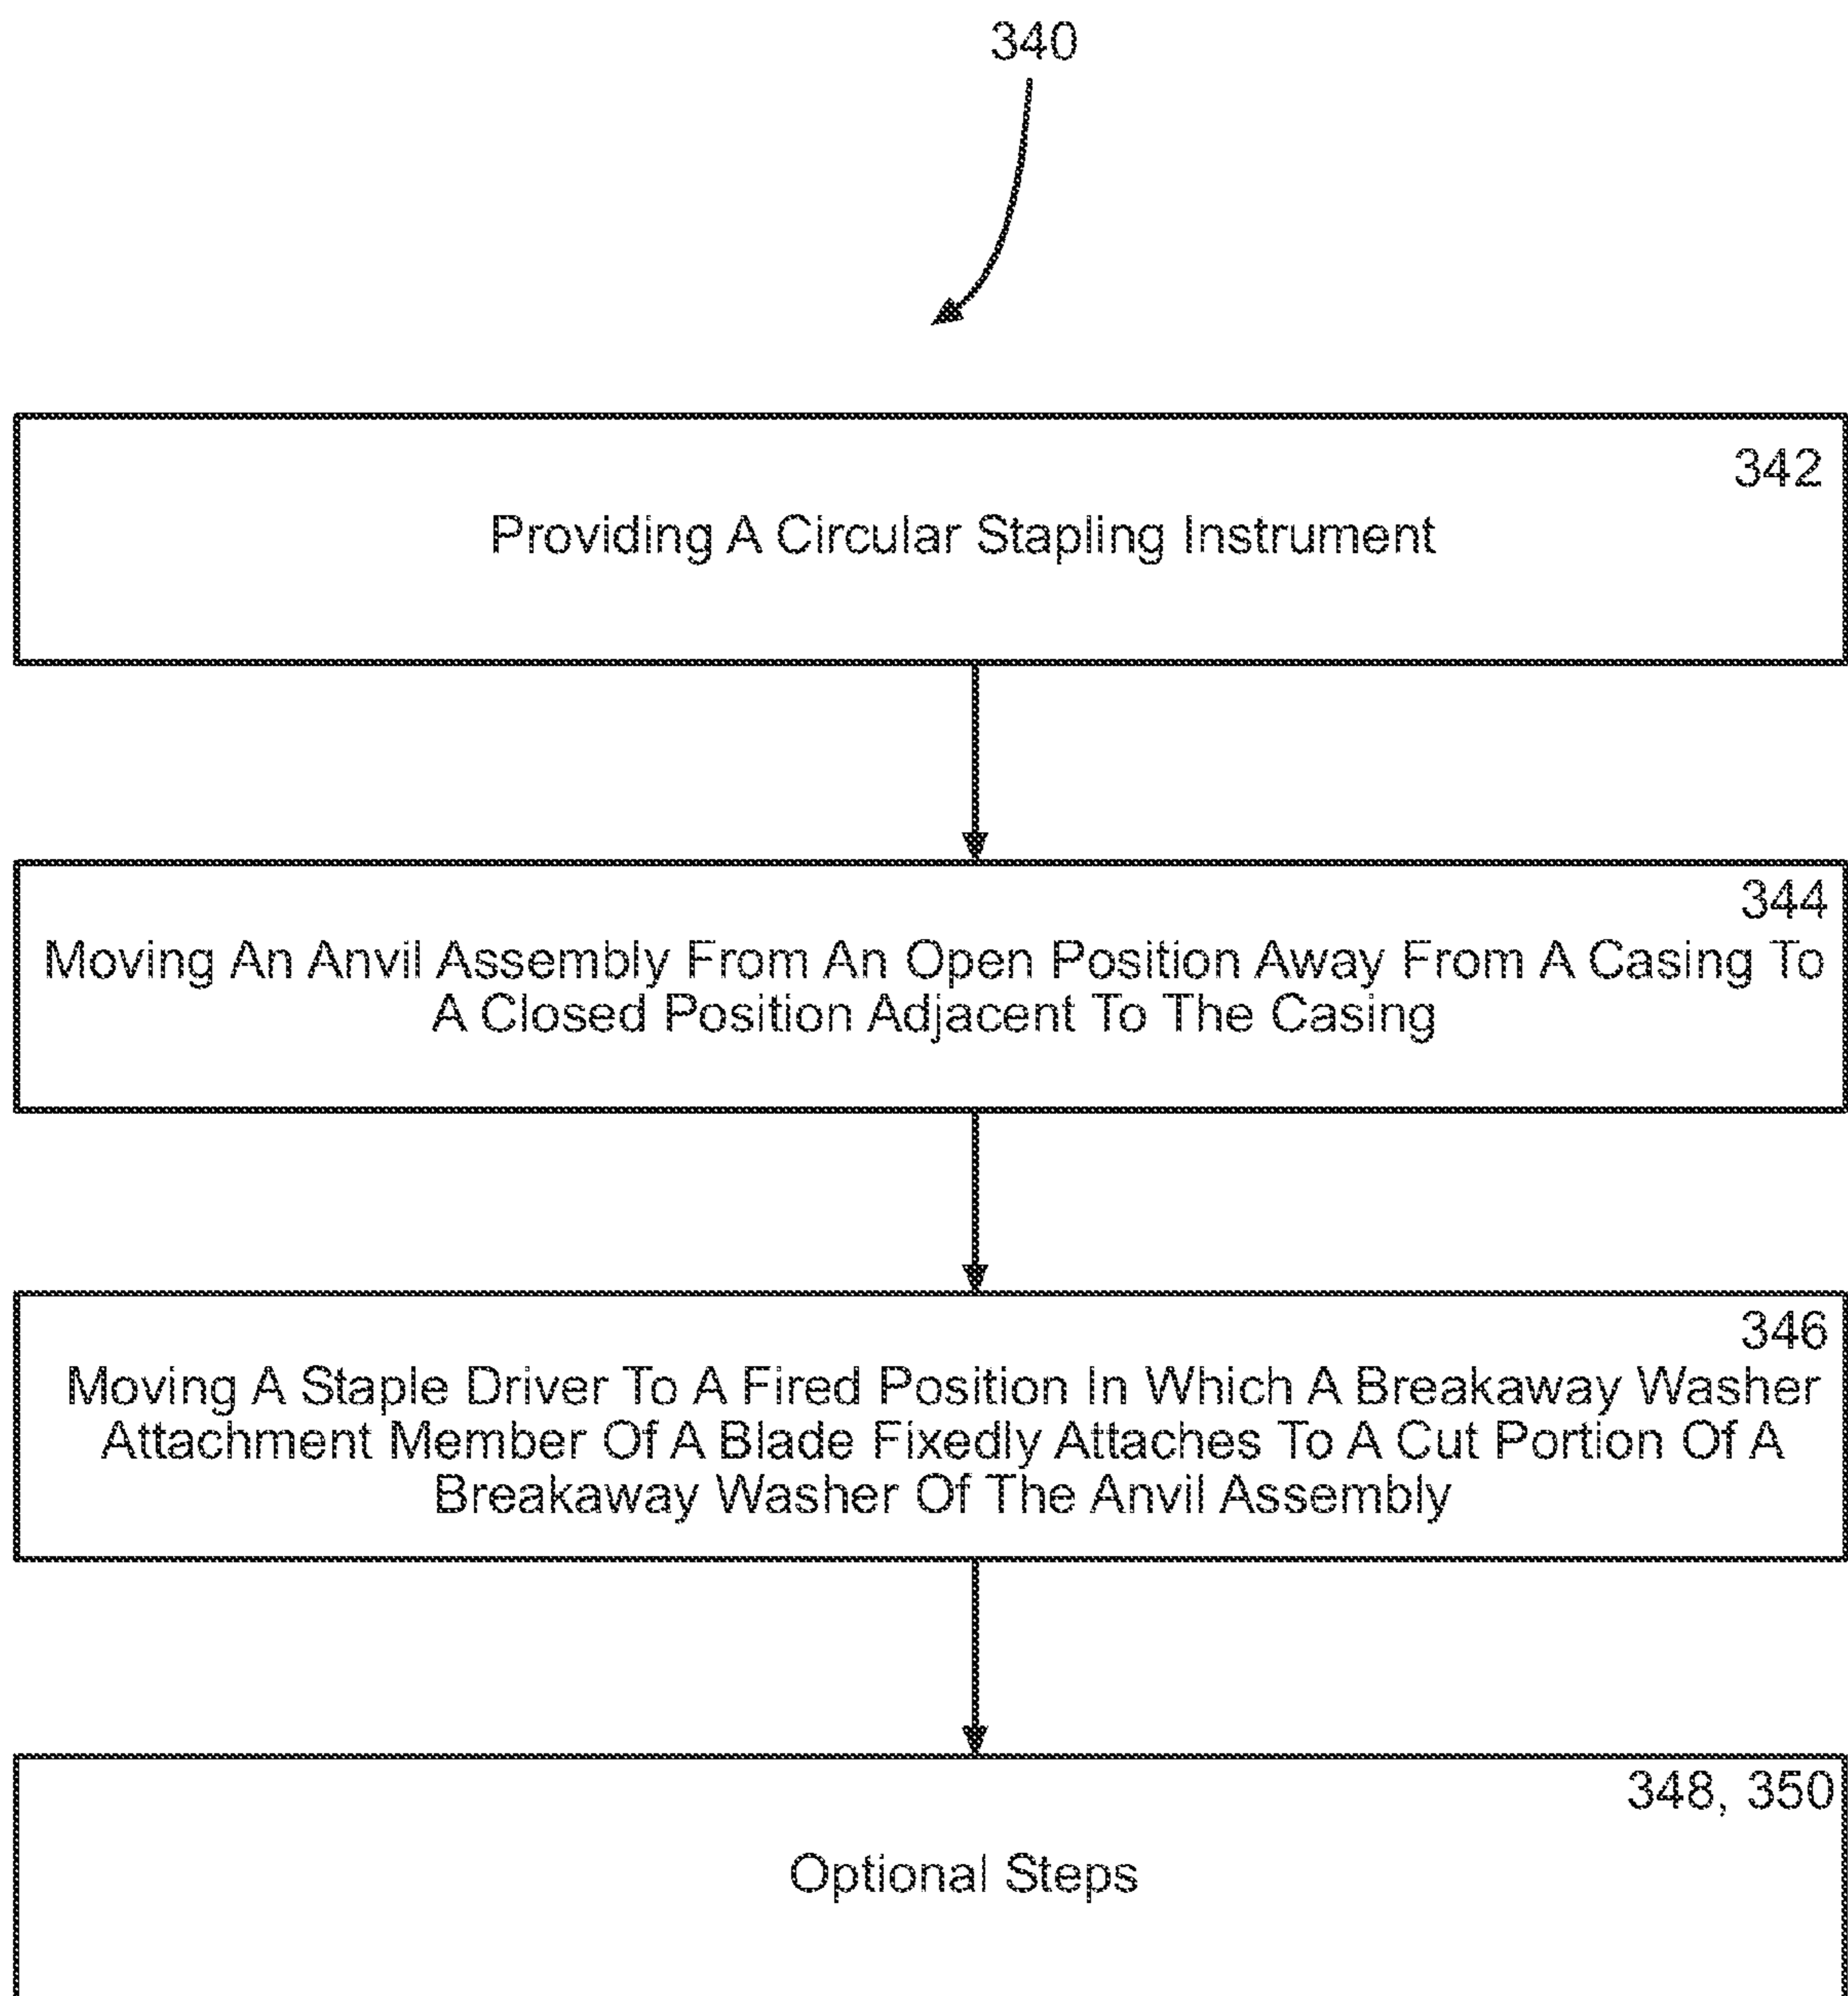 340
342
Providing A Circular Stapling Instrument
344
Moving An Anvil Assembly From An Open Position Away From A Casing To
A Closed Position Adjacent To The Casing
346
Moving A Staple Driver To A Fired Position In Which A Breakaway Washer
Attachment Member Of A Blade Fixedly Attaches To A Cut Portion Of A
Breakaway Washer Of The Anvil Assembly
348, 350
Optional Steps